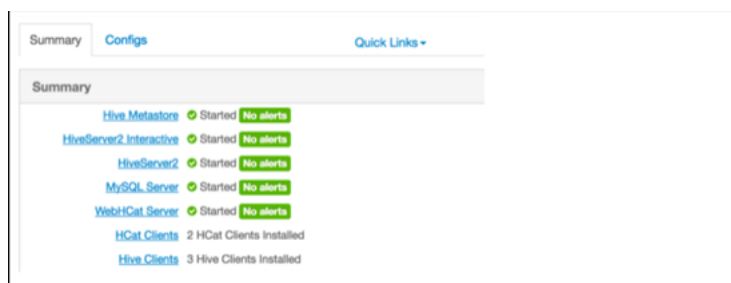 Summary Configs Quick Links
Summary
Hive Metastore Started No alerts
HiveServer2 Interactive Started No alerts
HiveServer2 Started No alerts
MySQL Server Started No alerts
WebHCat Server Started No alerts
HCat Clients 2 HCat Clients Installed
Hive Clients 3 Hive Clients Installed